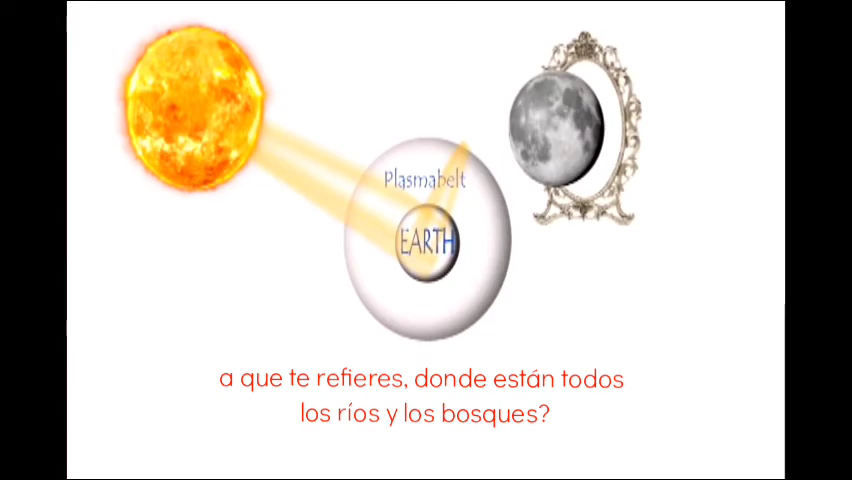 Plasmabelt
EARTH
a que te refieres, donde están todos
los ríos y los bosques?